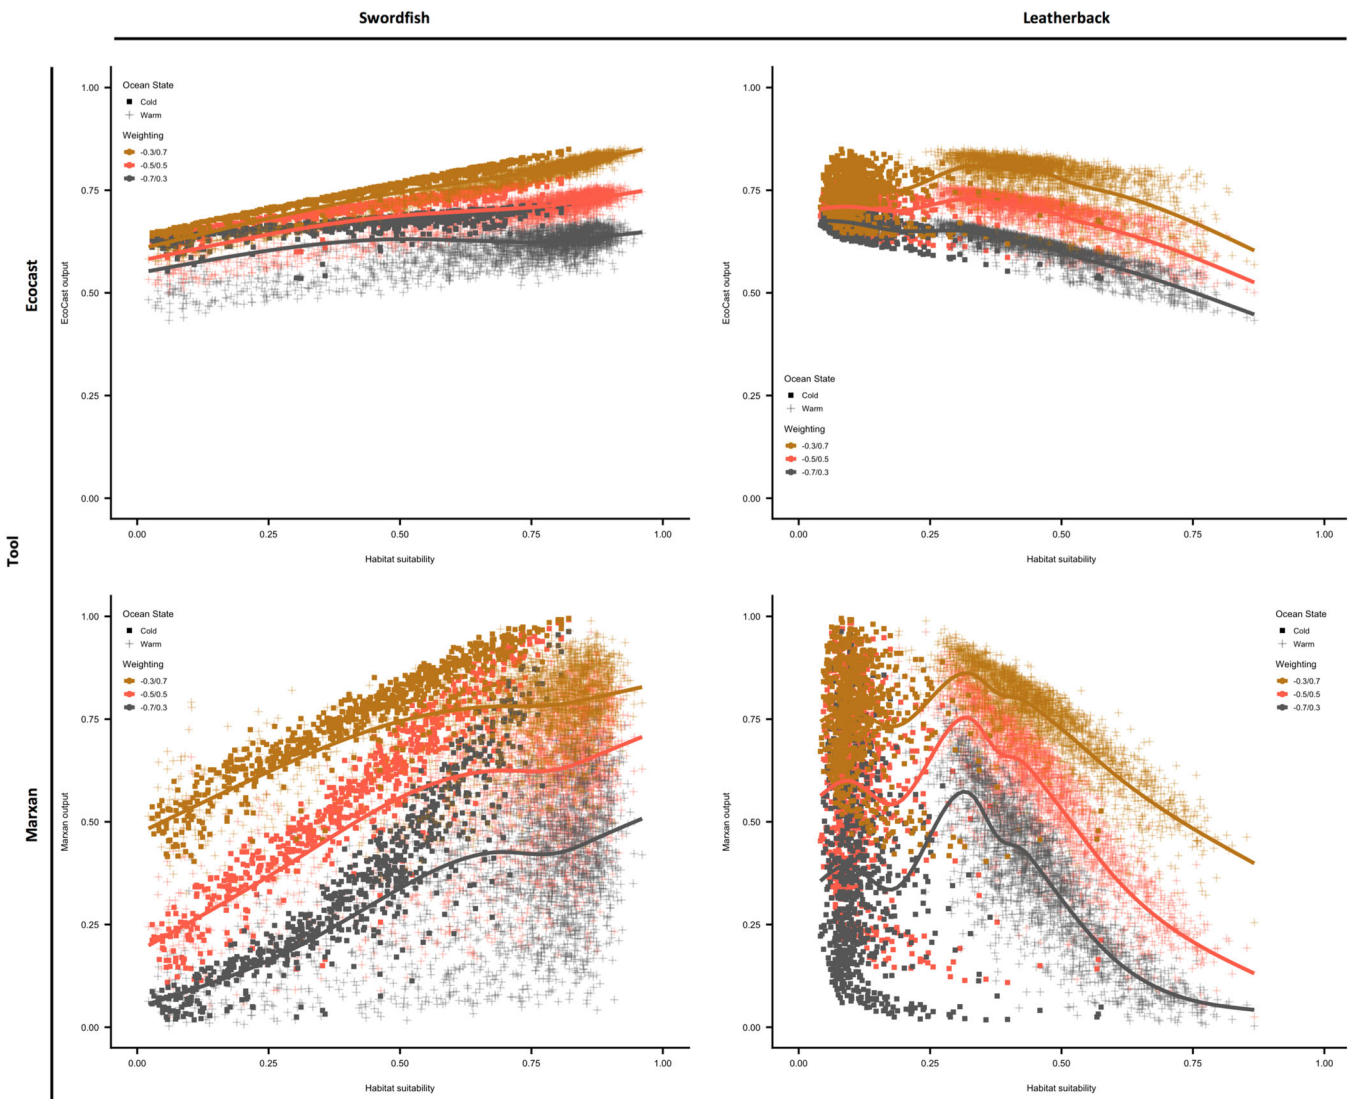 Swordfish
Leatherback
Tool
Ecocast
Ocean State
Cold
Warm
Weighting
-0.3/0.7
-0.5/0.5
-0.7/0.3
EcoCast output
1.00
0.75
0.50
0.25
0.00
0.00 0.25 0.50 0.75 1.00
Habitat suitability
EcoCast output
1.00
0.75
0.50
0.25
0.00
Ocean State
Cold
Warm
Weighting
-0.3/0.7
-0.5/0.5
-0.7/0.3
0.00 0.25 0.50 0.75 1.00
Habitat suitability
Marxan
Ocean State
Cold
Warm
Weighting
-0.3/0.7
-0.5/0.5
-0.7/0.3
Marxan output
1.00
0.75
0.50
0.25
0.00
0.00 0.25 0.50 0.75 1.00
Habitat suitability
Marxan output
1.00
0.75
0.50
0.25
0.00
Ocean State
Cold
Warm
Weighting
-0.3/0.7
-0.5/0.5
-0.7/0.3
0.00 0.25 0.50 0.75 1.00
Habitat suitability